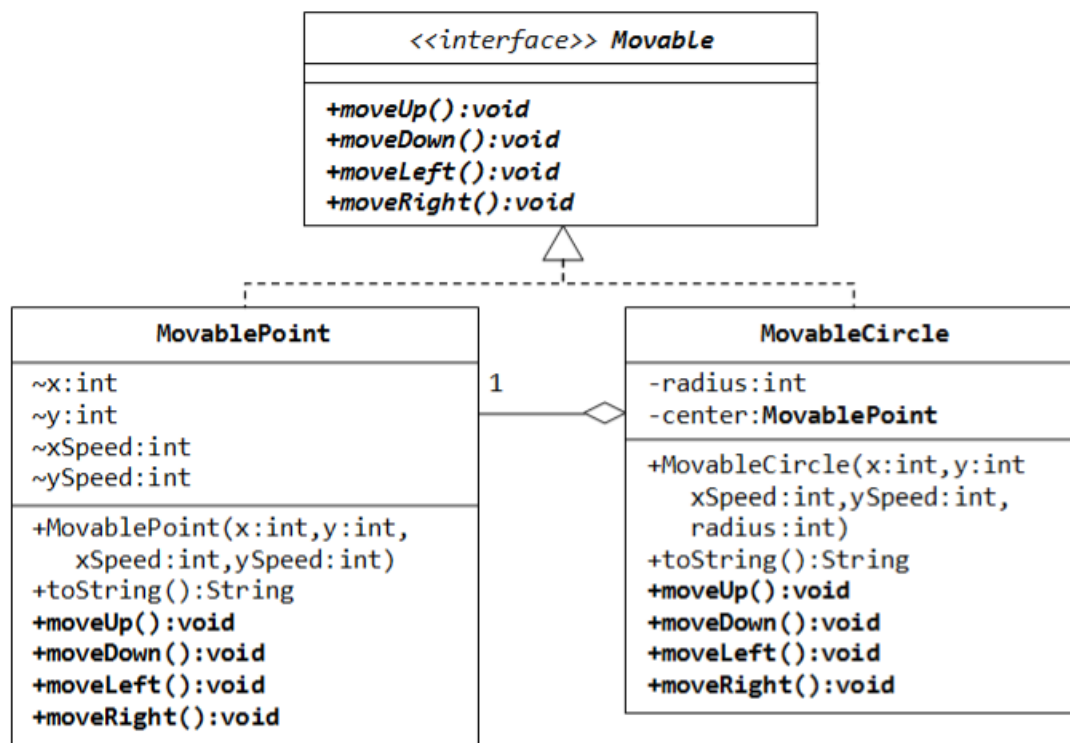 <<interface>> Movable
+moveUp():void
+moveDown():void
+moveLeft():void
+moveRight():void
MovablePoint
~x:int
~y:int
~xSpeed:int
~ySpeed:int
+MovablePoint(x:int,y:int,
xSpeed:int,ySpeed:int)
+toString():String
+moveUp():void
+moveDown():void
+moveLeft():void
+moveRight():void
1
MovableCircle
-radius:int
-center:MovablePoint
+MovableCircle(x:int,y:int
xSpeed:int,ySpeed:int,
radius:int)
+toString():String
+moveUp():void
+moveDown():void
+moveLeft():void
+moveRight():void